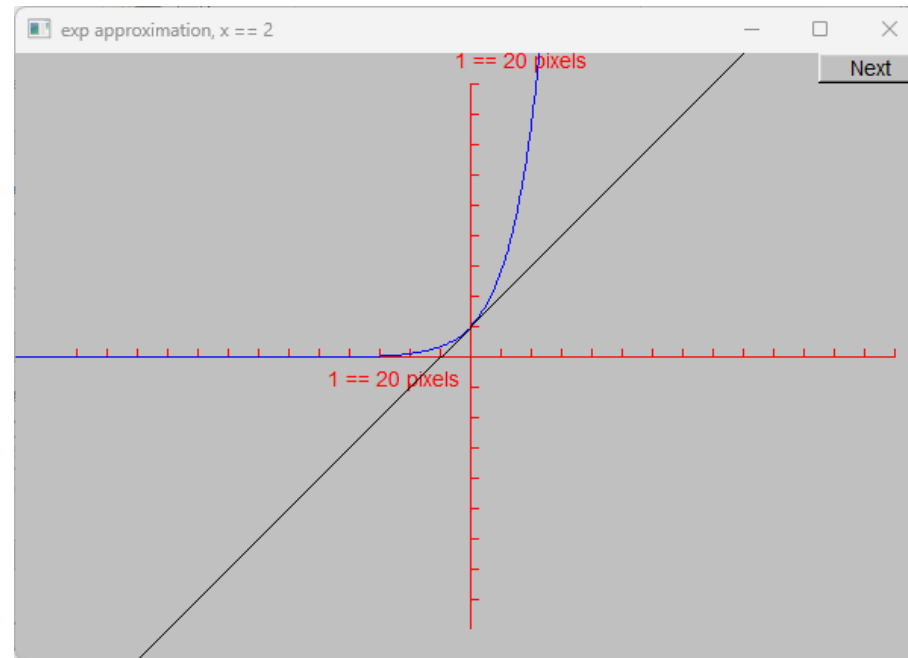 exp approximation, x == 2
1 == 20 pixels
Next
1 == 20 pixels